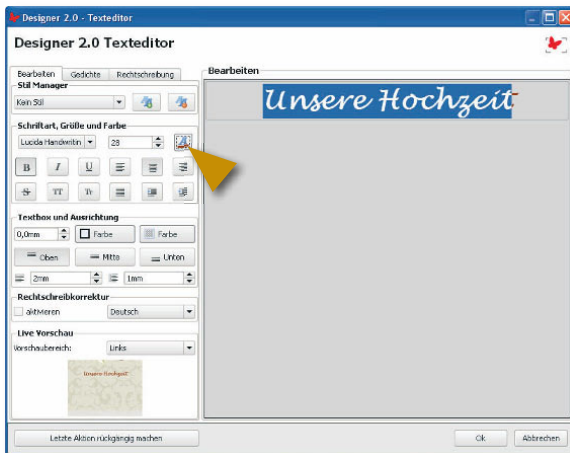 Designer 2.0 - Texteditor
Designer 2.0 Texteditor
Bearbeiten Gedichte Rechtschreibung
Stil Manager
Kein Stil
Schriftart, Größe und Farbe
Lucida Handwritin 28
B I U
S TT Tr
Textbox und Ausrichtung
0,0mm Farbe Farbe
Oben Mitte Unten
2mm 1mm
Rechtschreibkorrektur
aktivieren Deutsch
Live Vorschau
Vorschaubereich: Links
Unsere Hochzeit
Bearbeiten
Unsere Hochzeit
Letzte Aktion rückgängig machen Ok Abbrechen